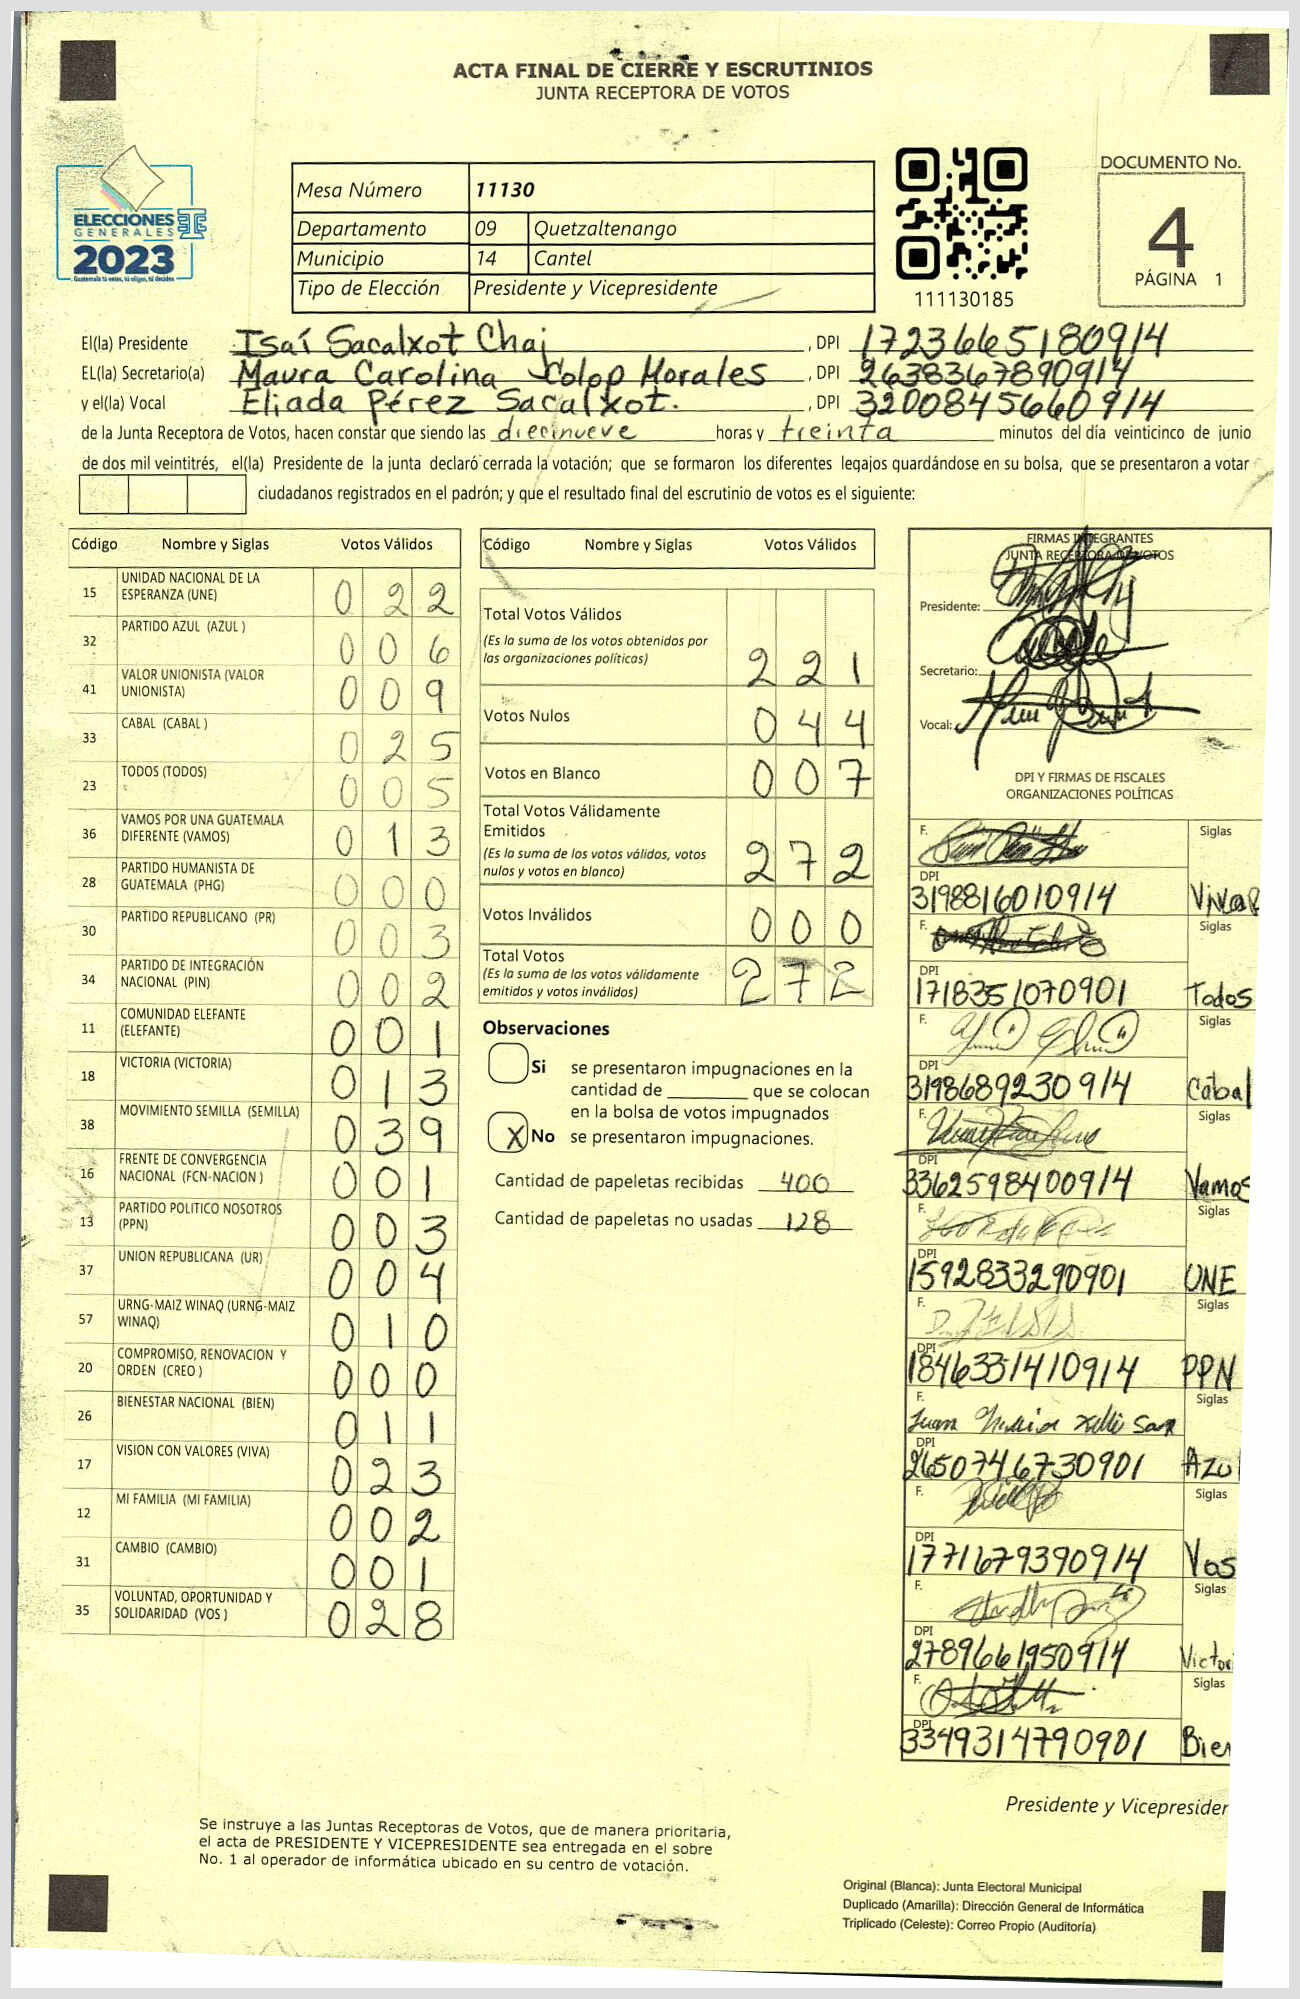 ACTA FINAL DE CIERRE Y ESCRUTINIOS
JUNTA RECEPTORA DE VOTOS
ELECCIONES
GENERALES
2023
Guatemala tú votas, tú eliges, tú decides
Mesa Número 11130
Departamento 09 Quetzaltenango
Municipio 14 Cantel
Tipo de Elección Presidente y Vicepresidente
111130185
DOCUMENTO No.
4
PÁGINA 1
El(la) Presidente Isaí Sacalxot Chaj, DPI 1723666518 0914
EL(la) Secretario(a) Maura Carolina Colop Morales, DPI 2638367890914
y el(la) Vocal Eliada Pérez Sacalxot., DPI 3200845660914
de la Junta Receptora de Votos, hacen constar que siendo las diecinueve horas y treinta minutos del día veinticinco de junio
de dos mil veintitrés, el(la) Presidente de la junta declaró cerrada la votación; que se formaron los diferentes legajos quardándose en su bolsa, que se presentaron a votar
ciudadanos registrados en el padrón; y que el resultado final del escrutinio de votos es el siguiente:
Código Nombre y Siglas Votos Válidos
15 UNIDAD NACIONAL DE LA ESPERANZA (UNE) 022
32 PARTIDO AZUL (AZUL ) 006
41 VALOR UNIONISTA (VALOR UNIONISTA) 009
33 CABAL (CABAL ) 025
23 TODOS (TODOS) 005
36 VAMOS POR UNA GUATEMALA DIFERENTE (VAMOS) 013
28 PARTIDO HUMANISTA DE GUATEMALA (PHG) 000
30 PARTIDO REPUBLICANO (PR) 003
34 PARTIDO DE INTEGRACIÓN NACIONAL (PIN) 002
11 COMUNIDAD ELEFANTE (ELEFANTE) 001
18 VICTORIA (VICTORIA) 013
38 MOVIMIENTO SEMILLA (SEMILLA) 039
16 FRENTE DE CONVERGENCIA NACIONAL (FCN-NACION ) 001
13 PARTIDO POLITICO NOSOTROS (PPN) 003
37 UNION REPUBLICANA (UR) 004
57 URNG-MAIZ WINAQ (URNG-MAIZ WINAQ) 010
20 COMPROMISO, RENOVACION Y ORDEN (CREO ) 000
26 BIENESTAR NACIONAL (BIEN) 011
17 VISION CON VALORES (VIVA) 023
12 MI FAMILIA (MI FAMILIA) 002
31 CAMBIO (CAMBIO) 001
35 VOLUNTAD, OPORTUNIDAD Y SOLIDARIDAD (VOS ) 028
Código Nombre y Siglas Votos Válidos
Total Votos Válidos 221
(Es la suma de los votos obtenidos por
las organizaciones políticas)
Votos Nulos 044
Votos en Blanco 007
Total Votos Válidamente
Emitidos 272
(Es la suma de los votos válidos, votos
nulos y votos en blanco)
Votos Inválidos 000
Total Votos 272
(Es la suma de los votos válidamente
emitidos y votos inválidos)
Observaciones
Si se presentaron impugnaciones en la
cantidad de ________ que se colocan
en la bolsa de votos impugnados
X No se presentaron impugnaciones.
Cantidad de papeletas recibidas 400
Cantidad de papeletas no usadas 128
FIRMAS INTEGRANTES
JUNTA RECEPTORA DE VOTOS
Presidente:
Secretario:
Vocal:
DPI Y FIRMAS DE FISCALES
ORGANIZACIONES POLÍTICAS
F. Siglas
DPI
3198816010914
F. Siglas
DPI
1718351070901 Todos
F. Siglas
DPI
3198689230914 Cabal
F. Siglas
DPI
3362598400914 Vamos
F. Siglas
DPI
1592833290901 UNE
F. Siglas
DPI
1846331410914 PPN
F. Juan Siglas
DPI
2650746730901 Azul
F. Siglas
DPI
1771679390914 Vos
F. Siglas
DPI
2789661950914 Victori
F. Siglas
DPI
3349314790901 Bien
Presidente y Vicepresiden
Se instruye a las Juntas Receptoras de Votos, que de manera prioritaria,
el acta de PRESIDENTE Y VICEPRESIDENTE sea entregada en el sobre
No. 1 al operador de informática ubicado en su centro de votación.
Original (Blanca): Junta Electoral Municipal
Duplicado (Amarilla): Dirección General de Informática
Triplicado (Celeste): Correo Propio (Auditoría)